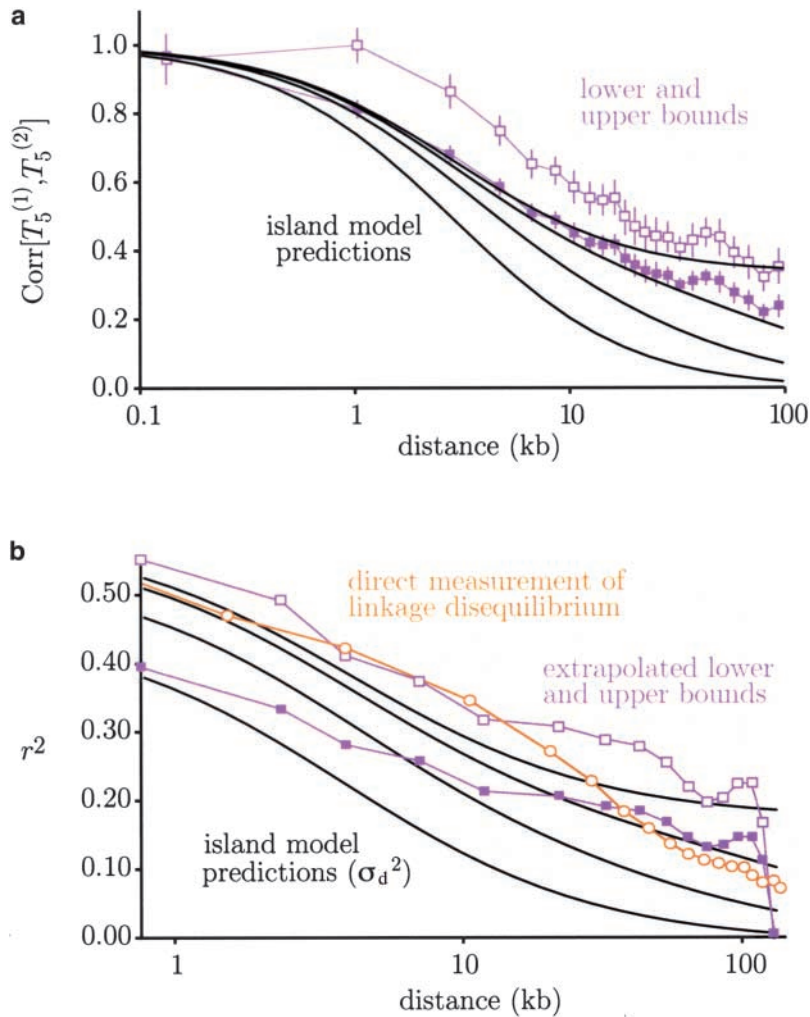 a
1.0
0.8
0.6
0.4
0.2
0.0
Corr[T₅⁽¹⁾,T₅⁽²⁾]
lower and
upper bounds
island model
predictions
0.1
1
10
100
distance (kb)
b
0.50
0.40
0.30
0.20
0.10
0.00
r²
direct measurement of
linkage disequilibrium
extrapolated lower
and upper bounds
island model
predictions (σd²)
1
10
100
distance (kb)